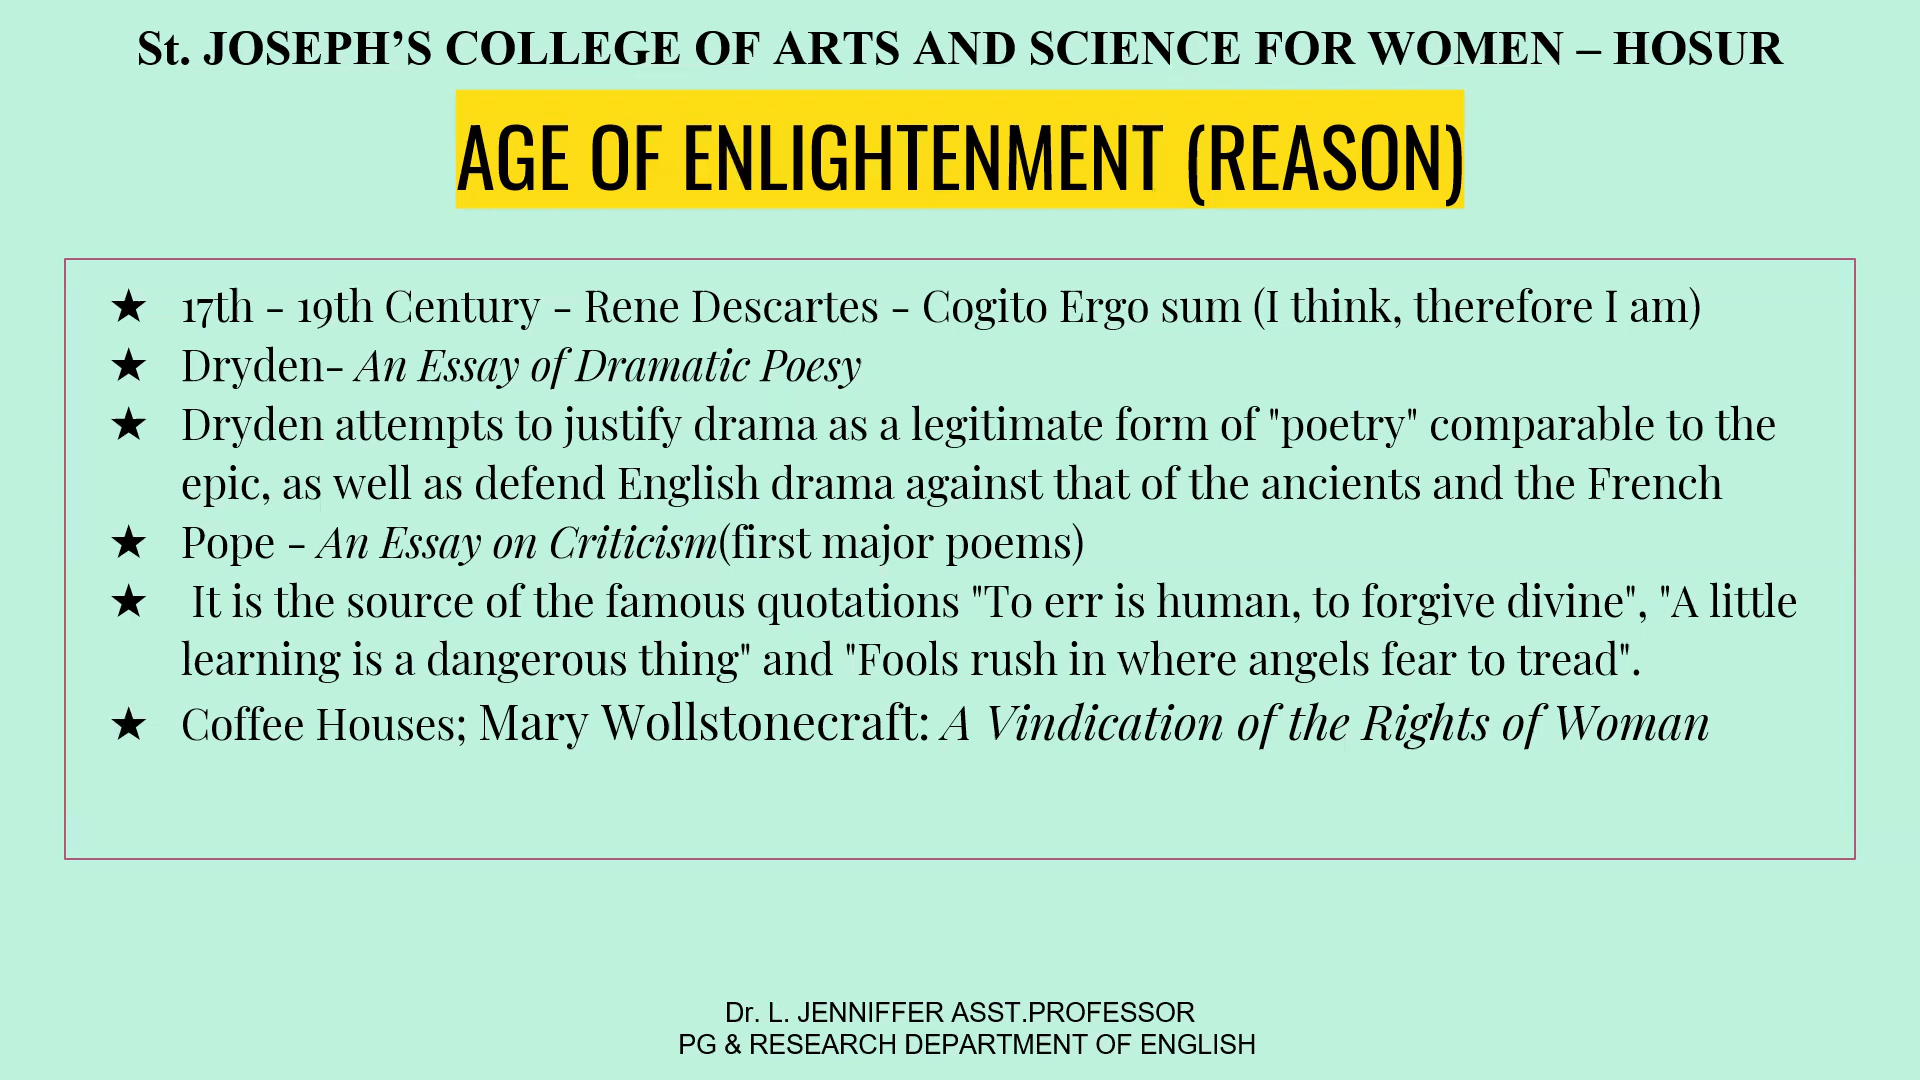 St. JOSEPH’S COLLEGE OF ARTS AND SCIENCE FOR WOMEN – HOSUR
AGE OF ENLIGHTENMENT (REASON)
★ 17th - 19th Century - Rene Descartes - Cogito Ergo sum (I think, therefore I am)
★ Dryden- An Essay of Dramatic Poesy
★ Dryden attempts to justify drama as a legitimate form of "poetry" comparable to the
epic, as well as defend English drama against that of the ancients and the French
★ Pope - An Essay on Criticism(first major poems)
★ It is the source of the famous quotations "To err is human, to forgive divine", "A little
learning is a dangerous thing" and "Fools rush in where angels fear to tread".
★ Coffee Houses; Mary Wollstonecraft: A Vindication of the Rights of Woman
Dr. L. JENNIFFER ASST.PROFESSOR
PG & RESEARCH DEPARTMENT OF ENGLISH